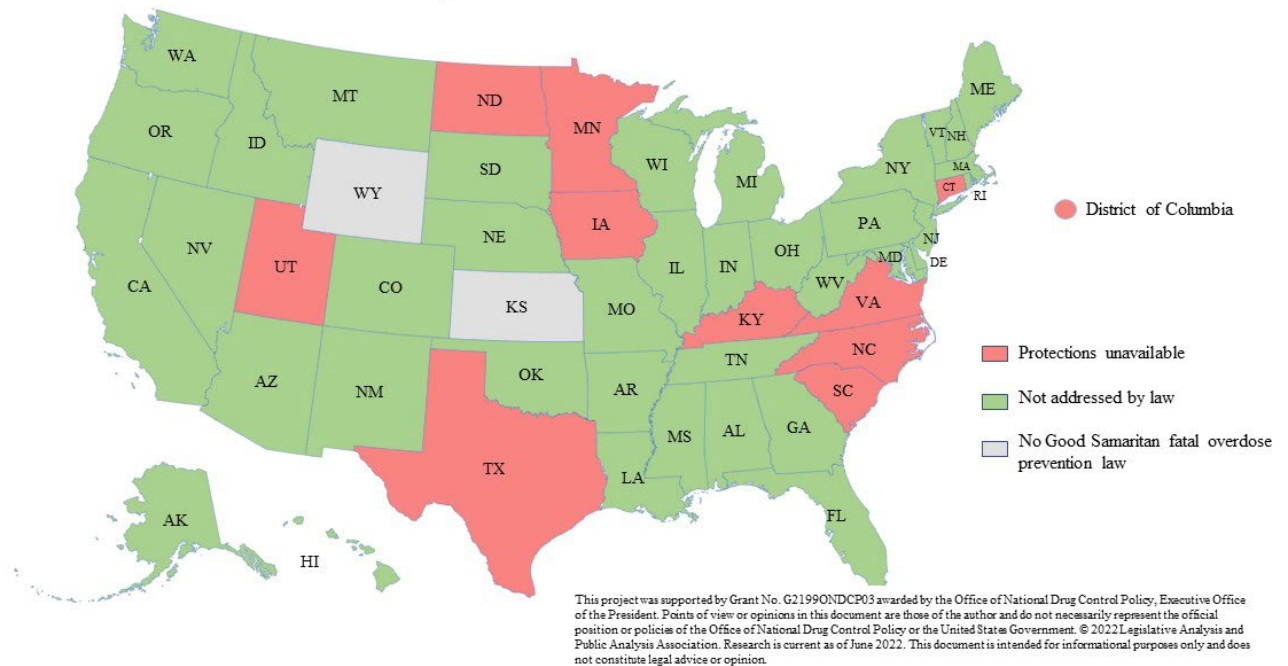 WA
MT
ND
MN
ME
OR
ID
SD
WI
MI
VT
NH
NY
MA
CT
RI
WY
IA
NE
PA
NJ
District of Columbia
NV
UT
CO
IL
IN
OH
MD
DE
WV
VA
CA
KS
MO
KY
NC
Protections unavailable
AZ
NM
OK
AR
TN
SC
Not addressed by law
TX
LA
MS
AL
GA
No Good Samaritan fatal overdose
prevention law
FL
AK
HI
This project was supported by Grant No. G2199ONDCP03 awarded by the Office of National Drug Control Policy, Executive Office
of the President. Points of view or opinions in this document are those of the author and do not necessarily represent the official
position or policies of the Office of National Drug Control Policy or the United States Government. © 2022 Legislative Analysis and
Public Analysis Association. Research is current as of June 2022. This document is intended for informational purposes only and does
not constitute legal advice or opinion.